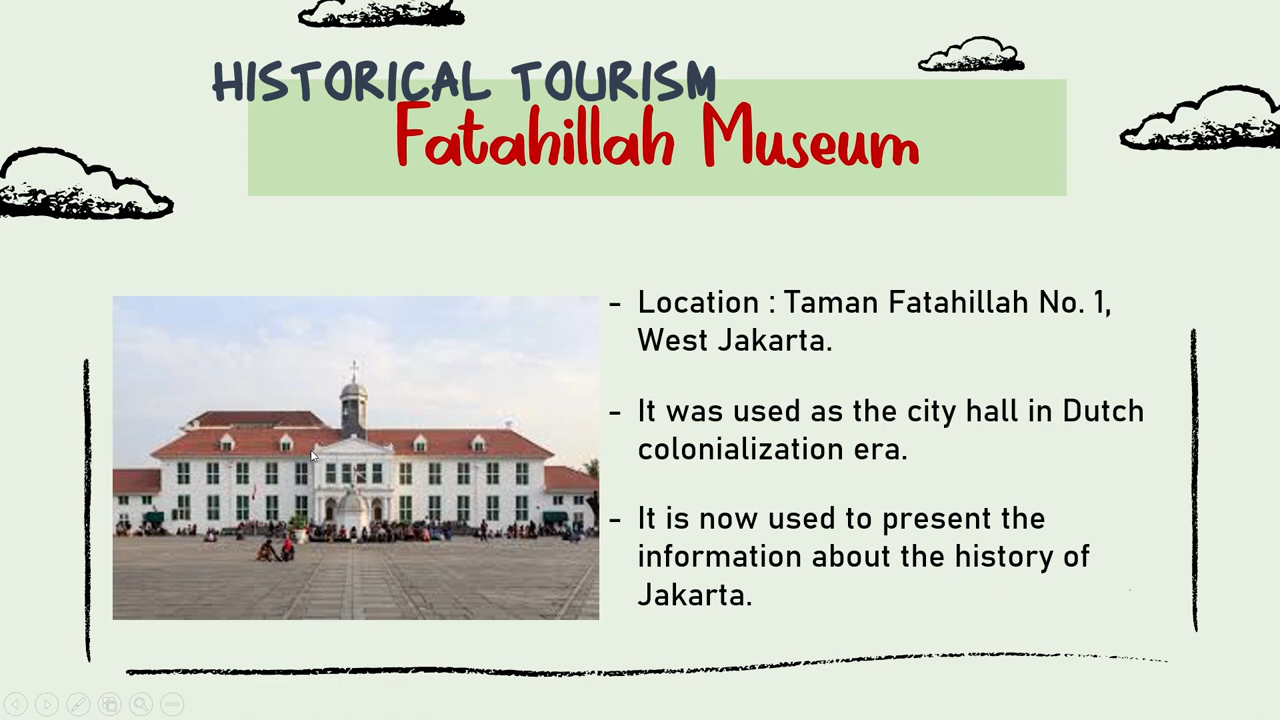 HISTORICAL TOURISM
Fatahillah Museum
- Location : Taman Fatahillah No. 1,
West Jakarta.
- It was used as the city hall in Dutch
colonialization era.
- It is now used to present the
information about the history of
Jakarta.